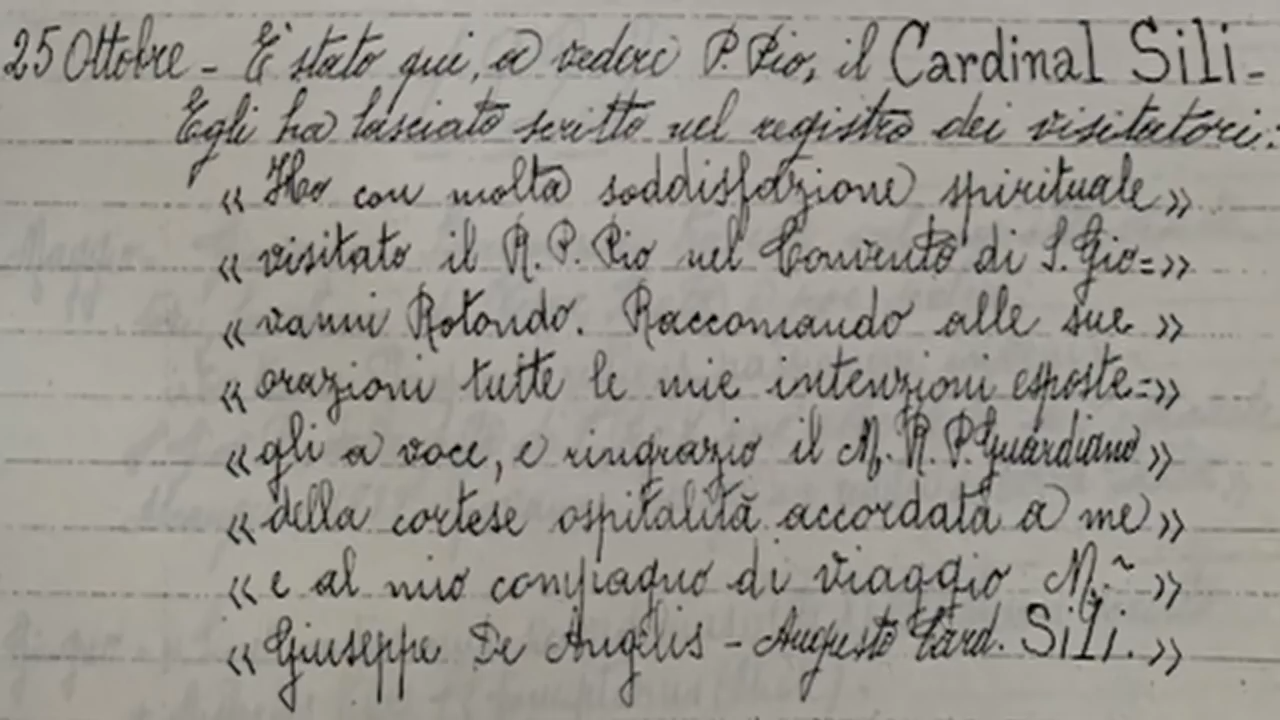 25 Ottobre - È stato qui, a vedere P. Pio, il Cardinal Sili -
Egli ha lasciato scritto nel registro dei visitatori:
« Ho con molta soddisfazione spirituale »
« visitato il R. P. Pio nel Convento di S. Gio= »
« vanni Rotondo. Raccomando alle sue »
« orazioni tutte le mie intenzioni esposte= »
« gli a voce, e ringrazio il M. R. P. Guardiano »
« della cortese ospitalità accordata a me »
« e al mio compagno di viaggio M.~ »
« Giuseppe De Angelis - Augusto Card. Sili. »